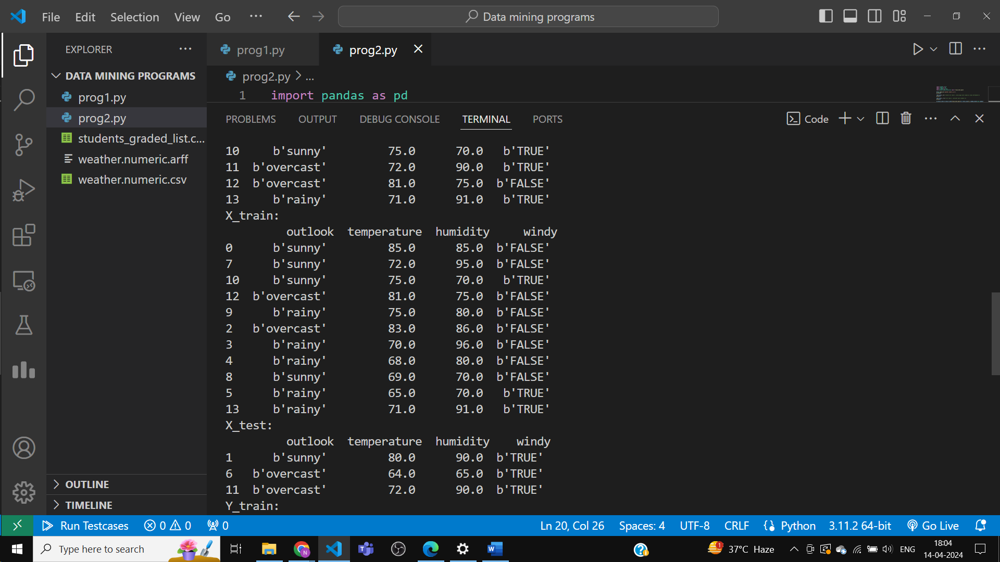 File Edit Selection View Go ··· Data mining programs
EXPLORER ···
DATA MINING PROGRAMS
prog1.py
prog2.py
students_graded_list.c...
weather.numeric.arff
weather.numeric.csv
OUTLINE
TIMELINE
prog1.py prog2.py
prog2.py > ...
1 import pandas as pd
PROBLEMS OUTPUT DEBUG CONSOLE TERMINAL PORTS Code
10 b'sunny' 75.0 70.0 b'TRUE'
11 b'overcast' 72.0 90.0 b'TRUE'
12 b'overcast' 81.0 75.0 b'FALSE'
13 b'rainy' 71.0 91.0 b'TRUE'
X_train:
outlook temperature humidity windy
0 b'sunny' 85.0 85.0 b'FALSE'
7 b'sunny' 72.0 95.0 b'FALSE'
10 b'sunny' 75.0 70.0 b'TRUE'
12 b'overcast' 81.0 75.0 b'FALSE'
9 b'rainy' 75.0 80.0 b'FALSE'
2 b'overcast' 83.0 86.0 b'FALSE'
3 b'rainy' 70.0 96.0 b'FALSE'
4 b'rainy' 68.0 80.0 b'FALSE'
8 b'sunny' 69.0 70.0 b'FALSE'
5 b'rainy' 65.0 70.0 b'TRUE'
13 b'rainy' 71.0 91.0 b'TRUE'
X_test:
outlook temperature humidity windy
1 b'sunny' 80.0 90.0 b'TRUE'
6 b'overcast' 64.0 65.0 b'TRUE'
11 b'overcast' 72.0 90.0 b'TRUE'
Y_train:
Run Testcases 0 0 0 Ln 20, Col 26 Spaces: 4 UTF-8 CRLF Python 3.11.2 64-bit Go Live
Type here to search 1 37°C Haze ENG
18:04
14-04-2024